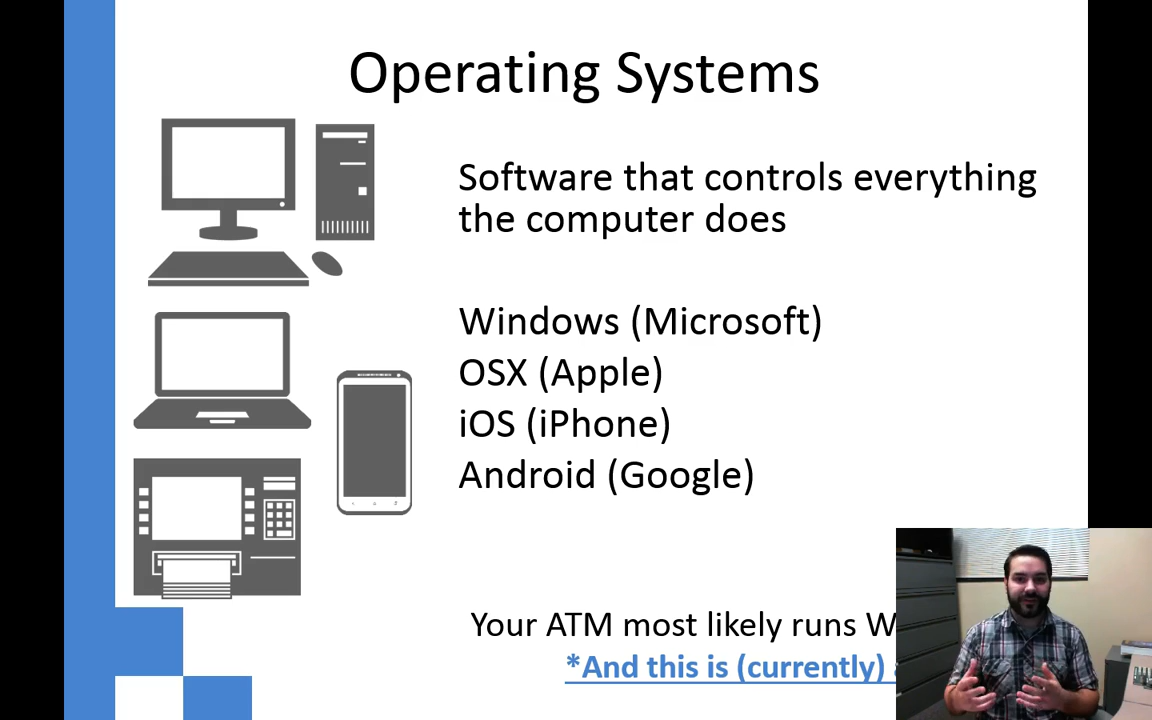 Operating Systems
Software that controls everything
the computer does
Windows (Microsoft)
OSX (Apple)
iOS (iPhone)
Android (Google)
Your ATM most likely runs
*And this is (currently)